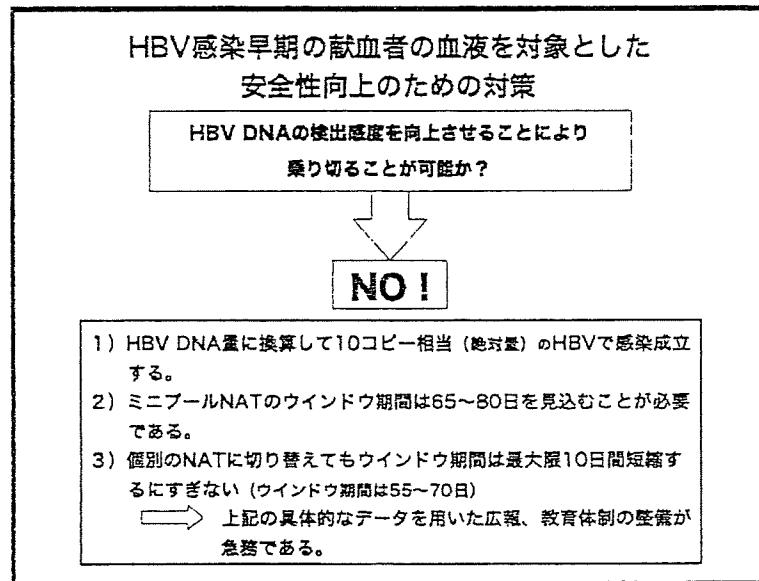 HBV感染早期の献血者の血液を対象とした
安全性向上のための対策
HBV DNAの検出感度を向上させることにより
乗り切ることが可能か？
NO！
1）HBV DNA量に換算して10コピー相当（絶対量）のHBVで感染成立
する。
2）ミニプールNATのウインドウ期間は65～80日を見込むことが必要
である。
3）個別のNATに切り替えてもウインドウ期間は最大限10日間短縮す
るにすぎない（ウインドウ期間は55～70日）
上記の具体的なデータを用いた広報、教育体制の整備が
急務である。